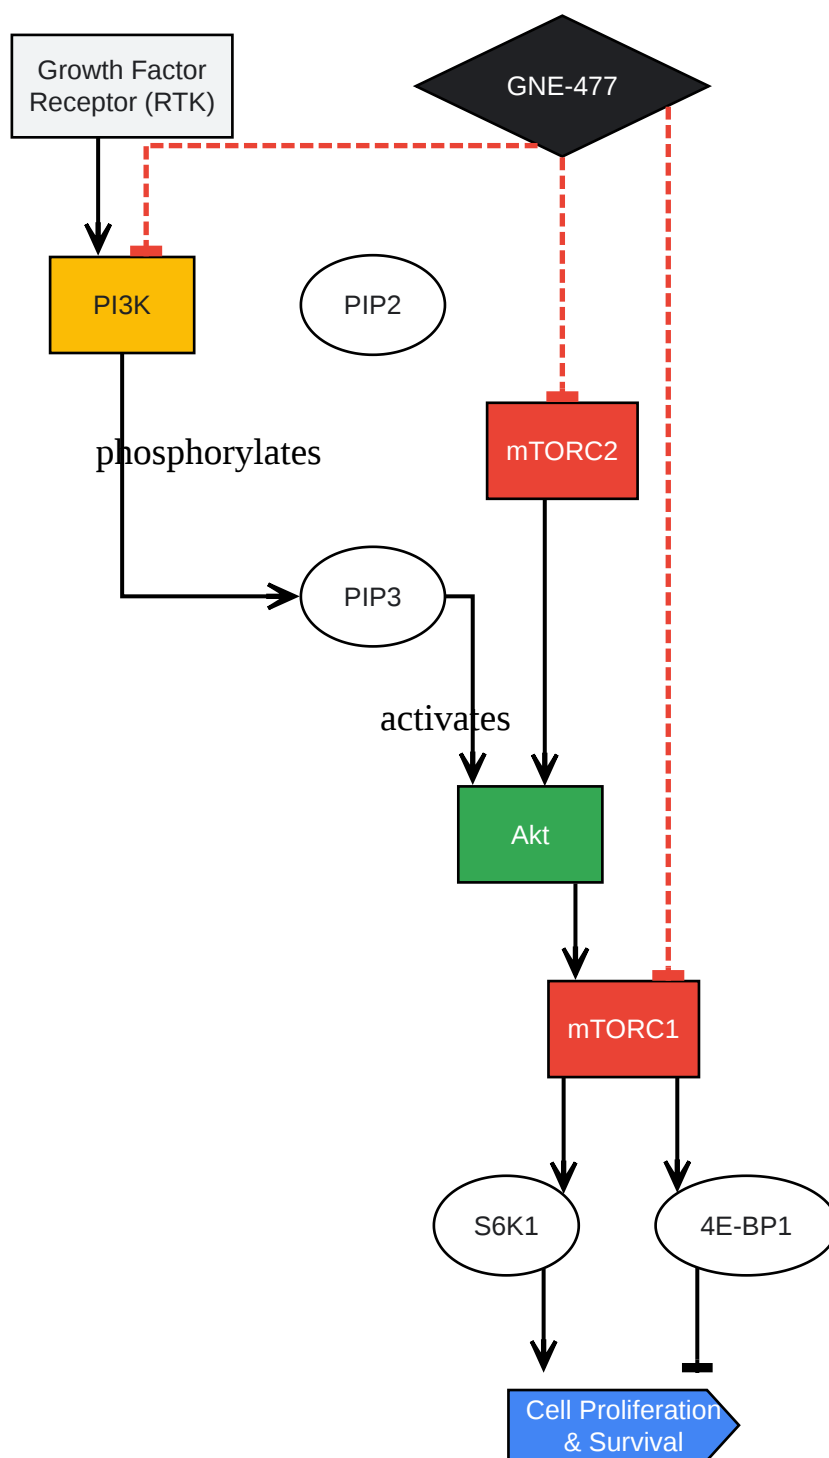 Growth Factor
Receptor (RTK)
GNE-477
PI3K
PIP2
phosphorylates
mTORC2
PIP3
activates
Akt
mTORC1
S6K1
4E-BP1
Cell Proliferation
& Survival